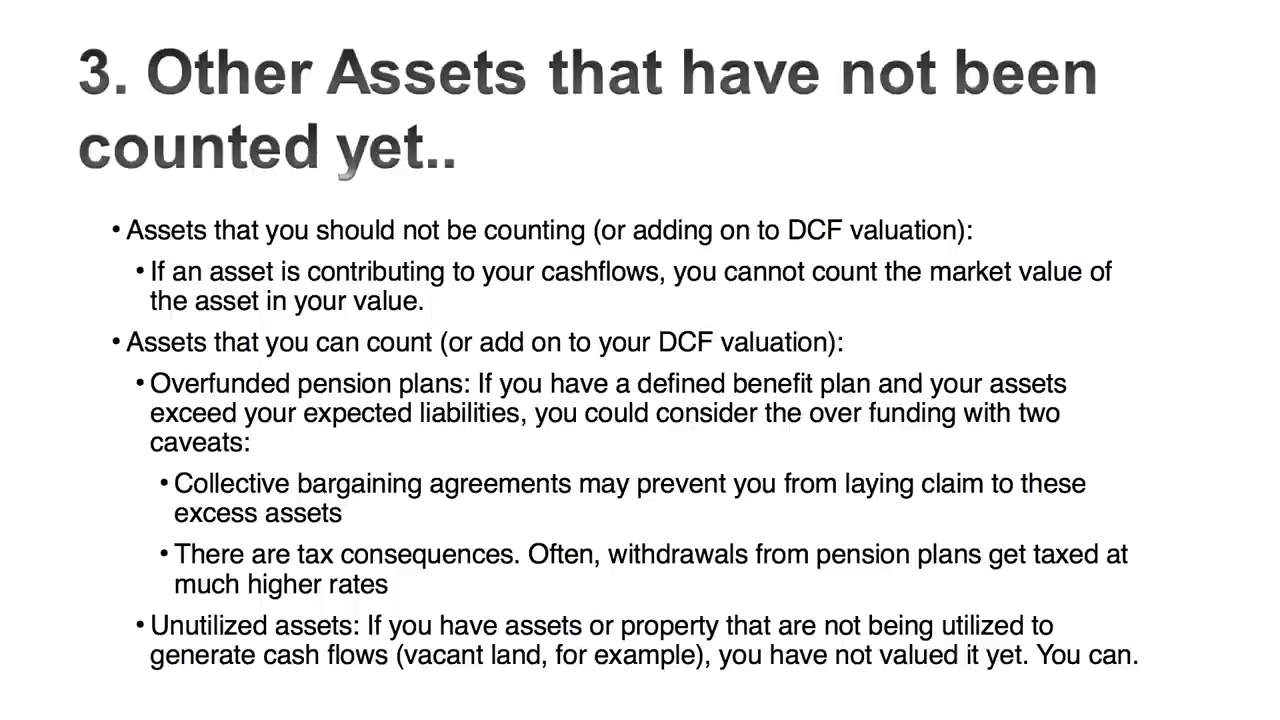 3. Other Assets that have not been
counted yet..
• Assets that you should not be counting (or adding on to DCF valuation):
• If an asset is contributing to your cashflows, you cannot count the market value of
the asset in your value.
• Assets that you can count (or add on to your DCF valuation):
• Overfunded pension plans: If you have a defined benefit plan and your assets
exceed your expected liabilities, you could consider the over funding with two
caveats:
• Collective bargaining agreements may prevent you from laying claim to these
excess assets
• There are tax consequences. Often, withdrawals from pension plans get taxed at
much higher rates
• Unutilized assets: If you have assets or property that are not being utilized to
generate cash flows (vacant land, for example), you have not valued it yet. You can.